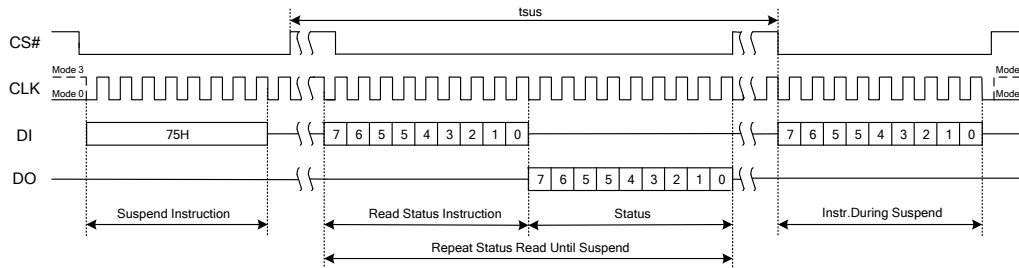 tsus
CS#
Mode 3
CLK
Mode 0
Mode
Mode
DI
75H
7 6 5 5 4 3 2 1 0
7 6 5 5 4 3 2 1 0
DO
7 6 5 5 4 3 2 1 0
Suspend Instruction
Read Status Instruction
Status
Instr.During Suspend
Repeat Status Read Until Suspend